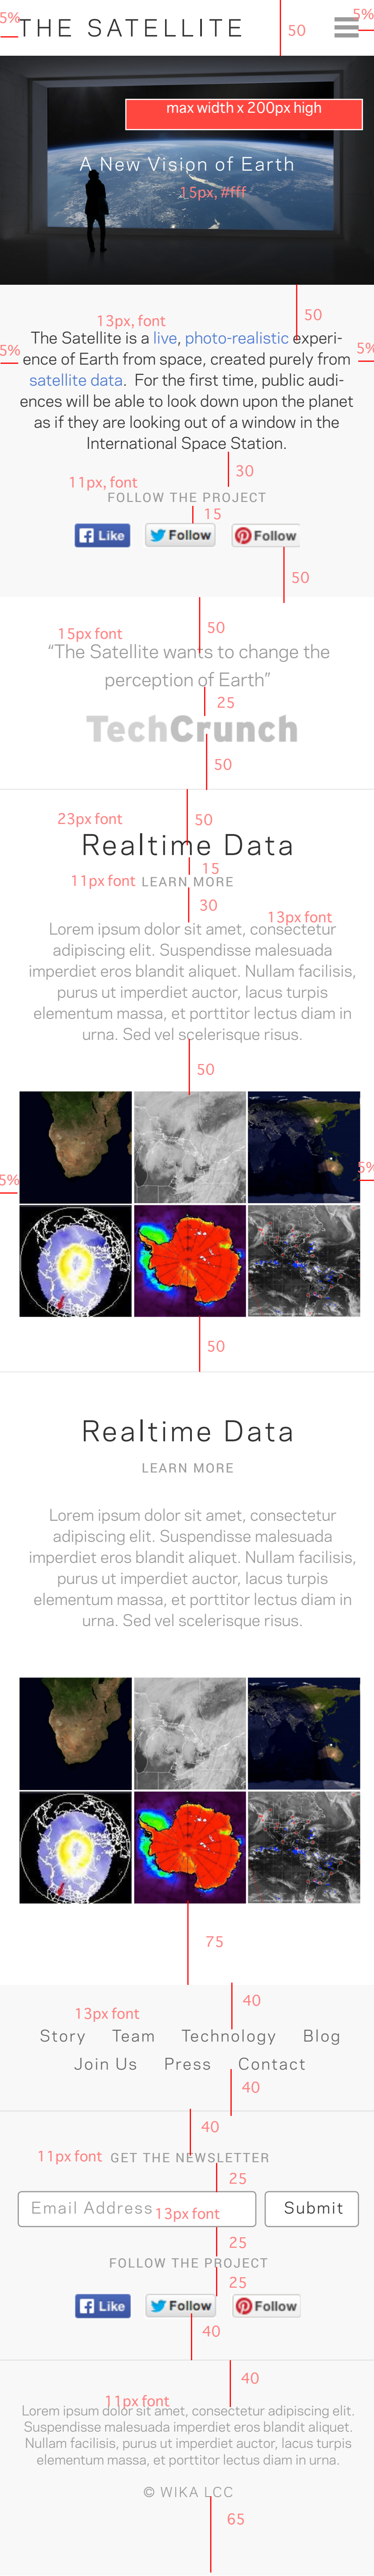 5%
5%
THE SATELLITE
50
max width x 200px high
A New Vision of Earth
15px, #fff
50
13px, font
The Satellite is a live, photo-realistic experi-
5%
5%
ence of Earth from space, created purely from
satellite data. For the first time, public audi-
ences will be able to look down upon the planet
as if they are looking out of a window in the
International Space Station.
30
11px, font
FOLLOW THE PROJECT
15
Like
Follow
Follow
50
50
15px font
“The Satellite wants to change the
perception of Earth”
25
TechCrunch
50
23px font
50
Realtime Data
15
11px font LEARN MORE
30
13px font
Lorem ipsum dolor sit amet, consectetur
adipiscing elit. Suspendisse malesuada
imperdiet eros blandit aliquet. Nullam facilisis,
purus ut imperdiet auctor, lacus turpis
elementum massa, et porttitor lectus diam in
urna. Sed vel scelerisque risus.
50
5%
5%
50
Realtime Data
LEARN MORE
Lorem ipsum dolor sit amet, consectetur
adipiscing elit. Suspendisse malesuada
imperdiet eros blandit aliquet. Nullam facilisis,
purus ut imperdiet auctor, lacus turpis
elementum massa, et porttitor lectus diam in
urna. Sed vel scelerisque risus.
75
40
13px font
Story Team Technology Blog
Join Us Press Contact
40
40
11px font GET THE NEWSLETTER
25
Email Address 13px font Submit
25
FOLLOW THE PROJECT
25
Like
Follow
Follow
40
40
11px font
Lorem ipsum dolor sit amet, consectetur adipiscing elit.
Suspendisse malesuada imperdiet eros blandit aliquet.
Nullam facilisis, purus ut imperdiet auctor, lacus turpis
elementum massa, et porttitor lectus diam in urna.
© WIKA LCC
65